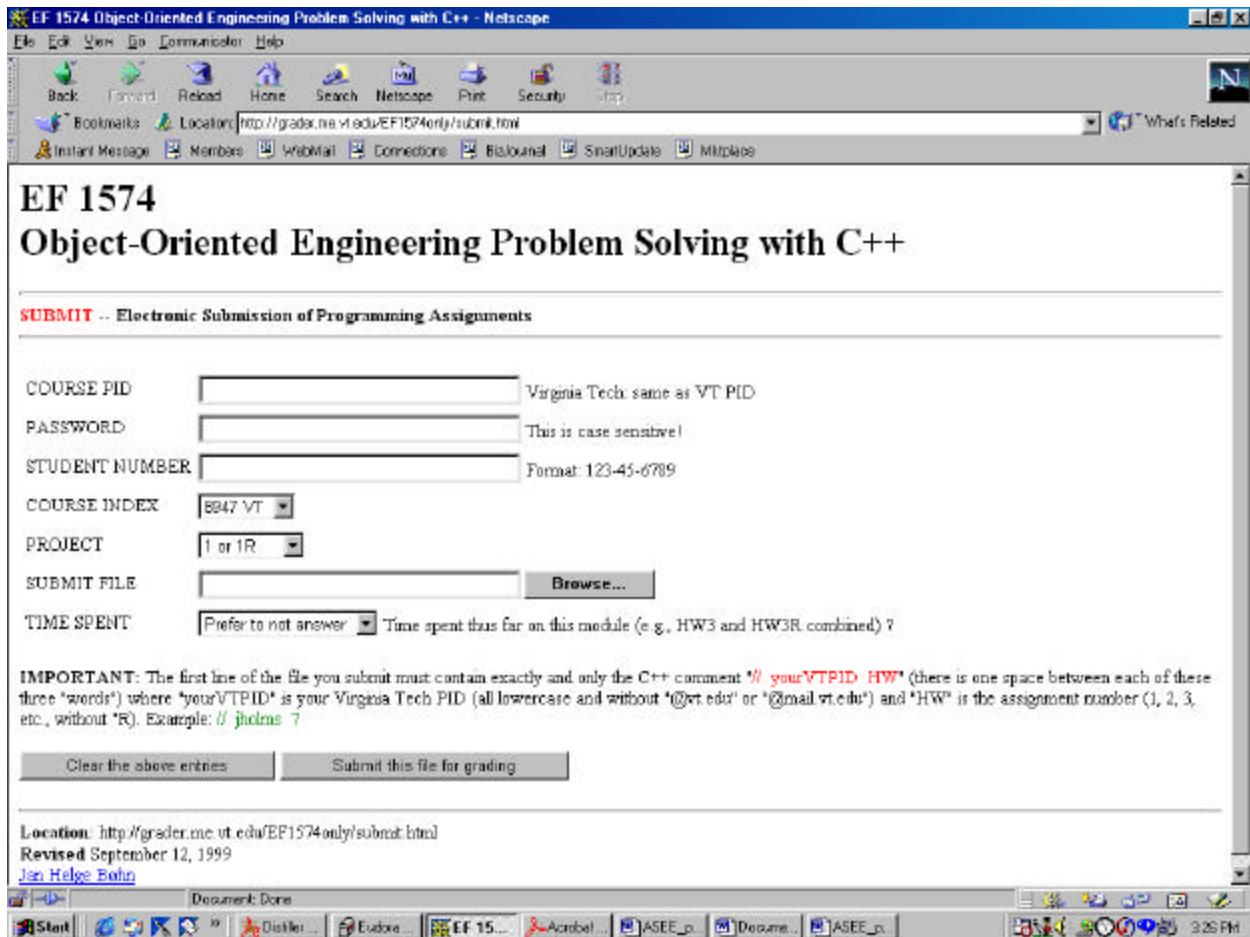 EF 1574 Object-Oriented Engineering Problem Solving with C++ - Netscape
File Edit View Go Communicator Help
Back Forward Reload Home Search Netscape Print Security Stop
Bookmarks Location: http://grader.me.vt.edu/EF1574only/submit.html What's Related
Instant Message Members WebMail Connections BizJournal SmartUpdate Mktplace
EF 1574
Object-Oriented Engineering Problem Solving with C++
SUBMIT -- Electronic Submission of Programming Assignments
COURSE PID Virginia Tech: same as VT PID
PASSWORD This is case sensitive!
STUDENT NUMBER Format: 123-45-6789
COURSE INDEX 8947 VT
PROJECT 1 or 1R
SUBMIT FILE Browse...
TIME SPENT Prefer to not answer Time spent thus far on this module (e.g., HW3 and HW3R combined) ?
IMPORTANT: The first line of the file you submit must contain exactly and only the C++ comment "// yourVTPID HW" (there is one space between each of these
three "words") where "yourVTPID" is your Virginia Tech PID (all lowercase and without "@vt.edu" or "@mail.vt.edu") and "HW" is the assignment number (1, 2, 3,
etc., without "R). Example: // jholms 7
Clear the above entries Submit this file for grading
Location: http://grader.me.vt.edu/EF1574only/submit.html
Revised September 12, 1999
Jan Helge Bøhn
Document: Done
Start Distiller ... Eudora ... EF 15... Acrobat ... ASEE_p... Docume... ASEE_p... 3:26 PM